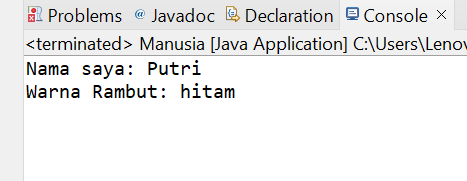 Problems @ Javadoc Declaration Console ×
<terminated> Manusia [Java Application] C:\Users\Lenov
Nama saya: Putri
Warna Rambut: hitam